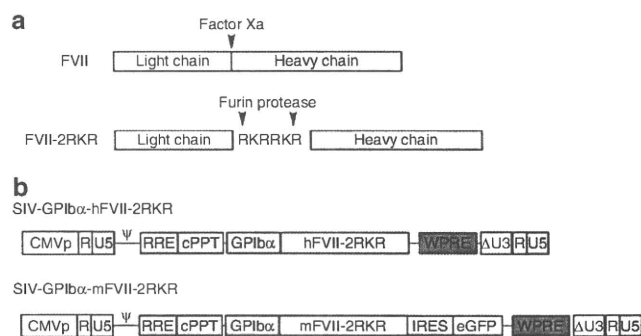 a
Factor Xa
FVII Light chain Heavy chain
Furin protease
FVII-2RKR Light chain RKRRKR Heavy chain
b
SIV-GPIbα-hFVII-2RKR
CMVp R U5 Ψ RRE cPPT GPIbα hFVII-2RKR WPRE ΔU3 R U5
SIV-GPIbα-mFVII-2RKR
CMVp R U5 Ψ RRE cPPT GPIbα mFVII-2RKR IRES eGFP WPRE ΔU3 R U5